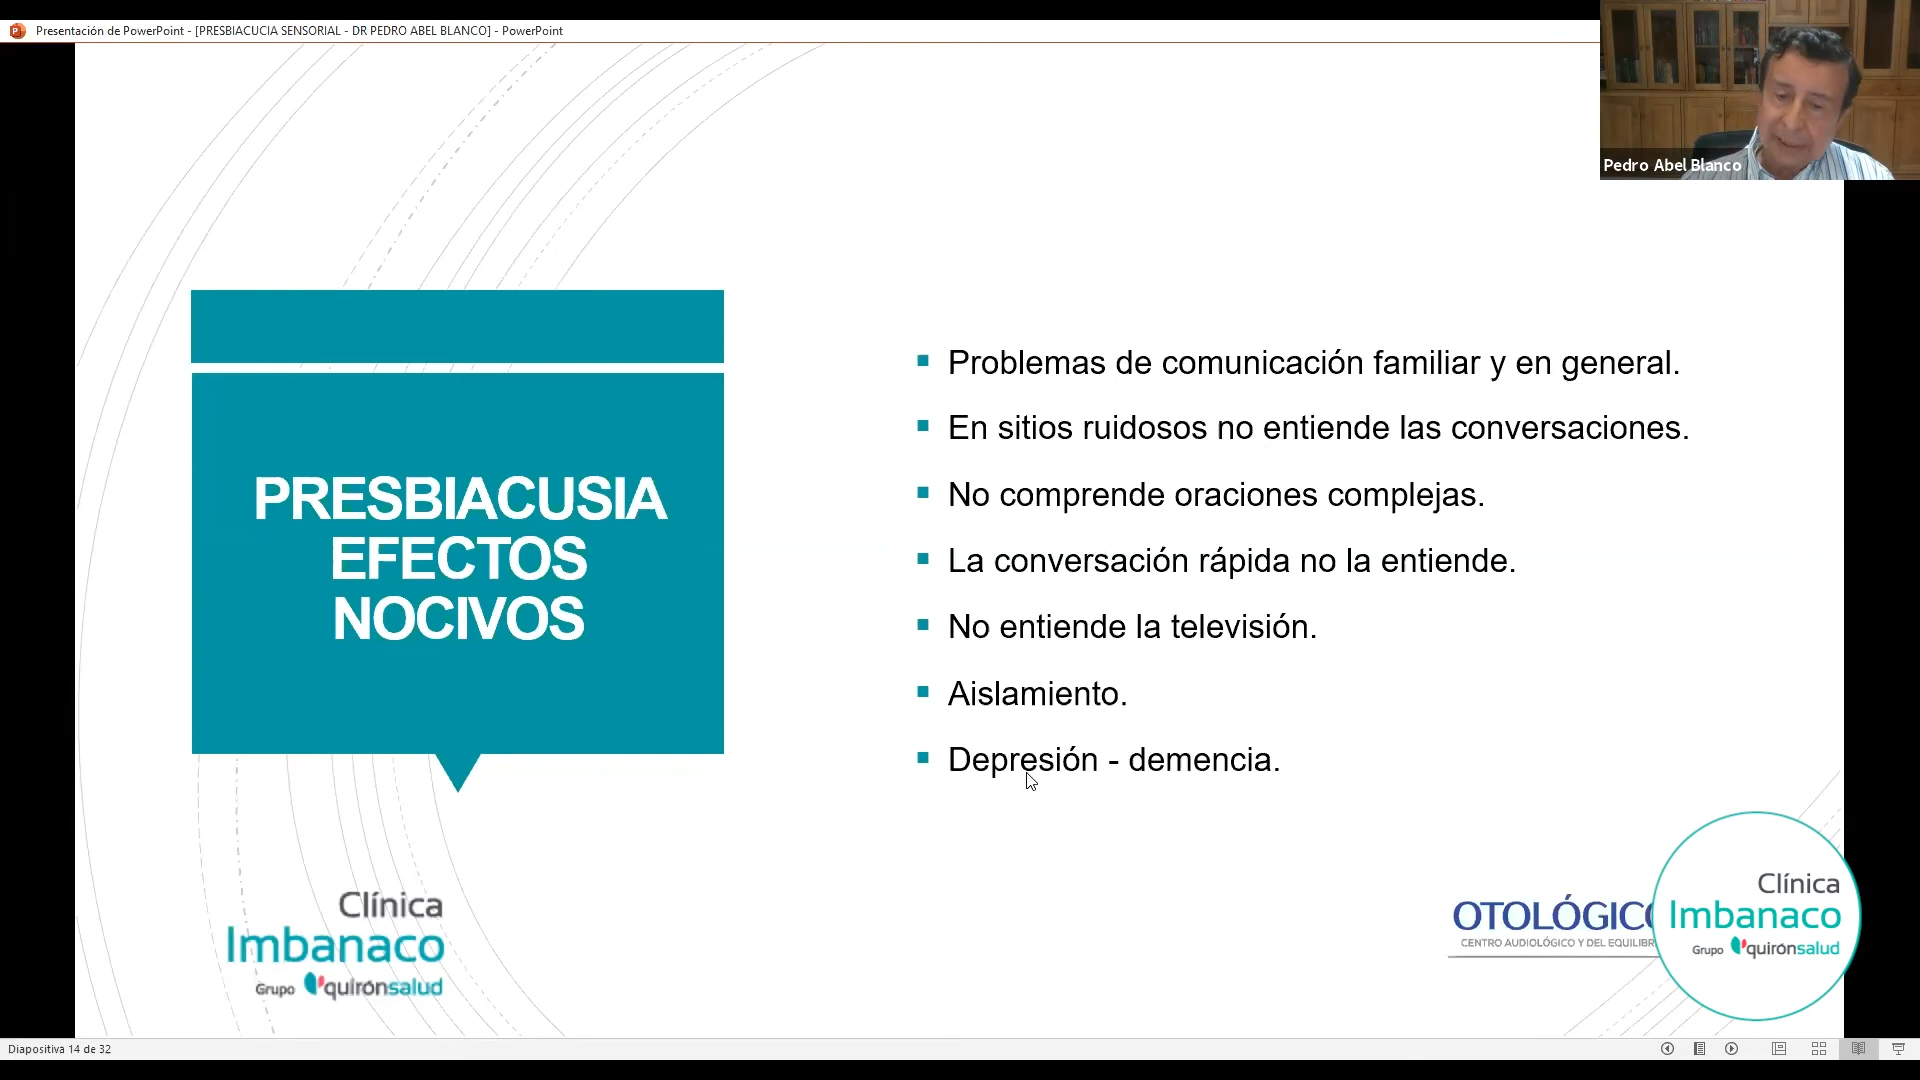 Presentación de PowerPoint - [PRESBIACUCIA SENSORIAL - DR PEDRO ABEL BLANCO] - PowerPoint
Pedro Abel Blanco
PRESBIACUSIA
EFECTOS
NOCIVOS
Problemas de comunicación familiar y en general.
En sitios ruidosos no entiende las conversaciones.
No comprende oraciones complejas.
La conversación rápida no la entiende.
No entiende la televisión.
Aislamiento.
Depresión - demencia.
Clínica
Imbanaco
Grupo quirónsalud
OTOLÓGICO
CENTRO AUDIOLÓGICO Y DEL EQUILIBR
Clínica
Imbanaco
Grupo quirónsalud
Diapositiva 14 de 32